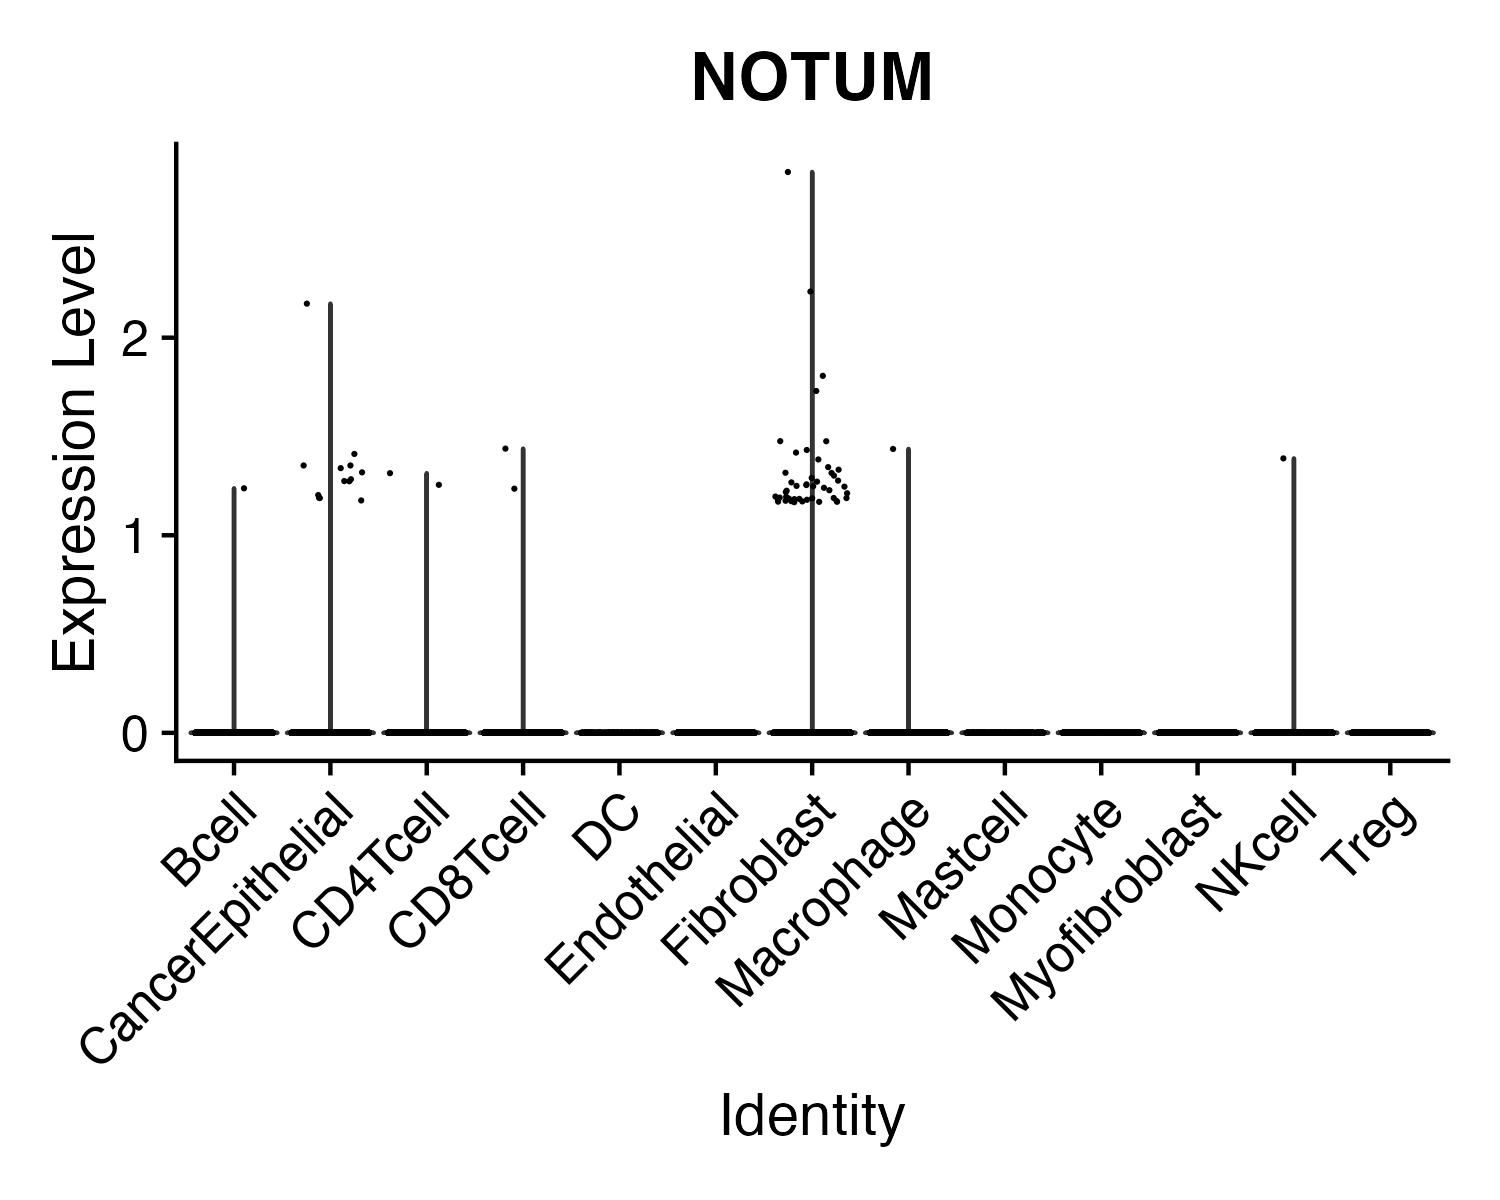 NOTUM
Expression Level
2
1
0
Bcell
CancerEpithelial
CD4Tcell
CD8Tcell
DC
Endothelial
Fibroblast
Macrophage
Mastcell
Monocyte
Myofibroblast
NKcell
Treg
Identity